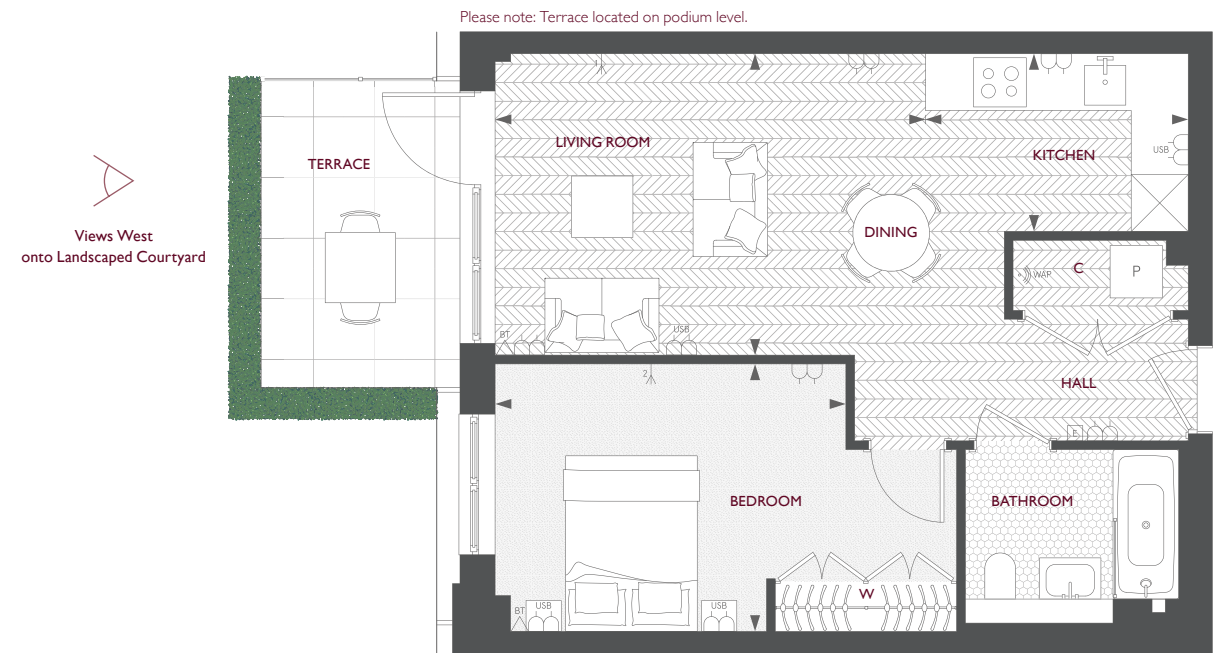 Please note: Terrace located on podium level.
1
LIVING ROOM
TERRACE
KITCHEN
USB
Views West
onto Landscaped Courtyard
DINING
WAP
C
P
BT
USB
2
HALL
E
BEDROOM
BATHROOM
W
BT
USB
USB